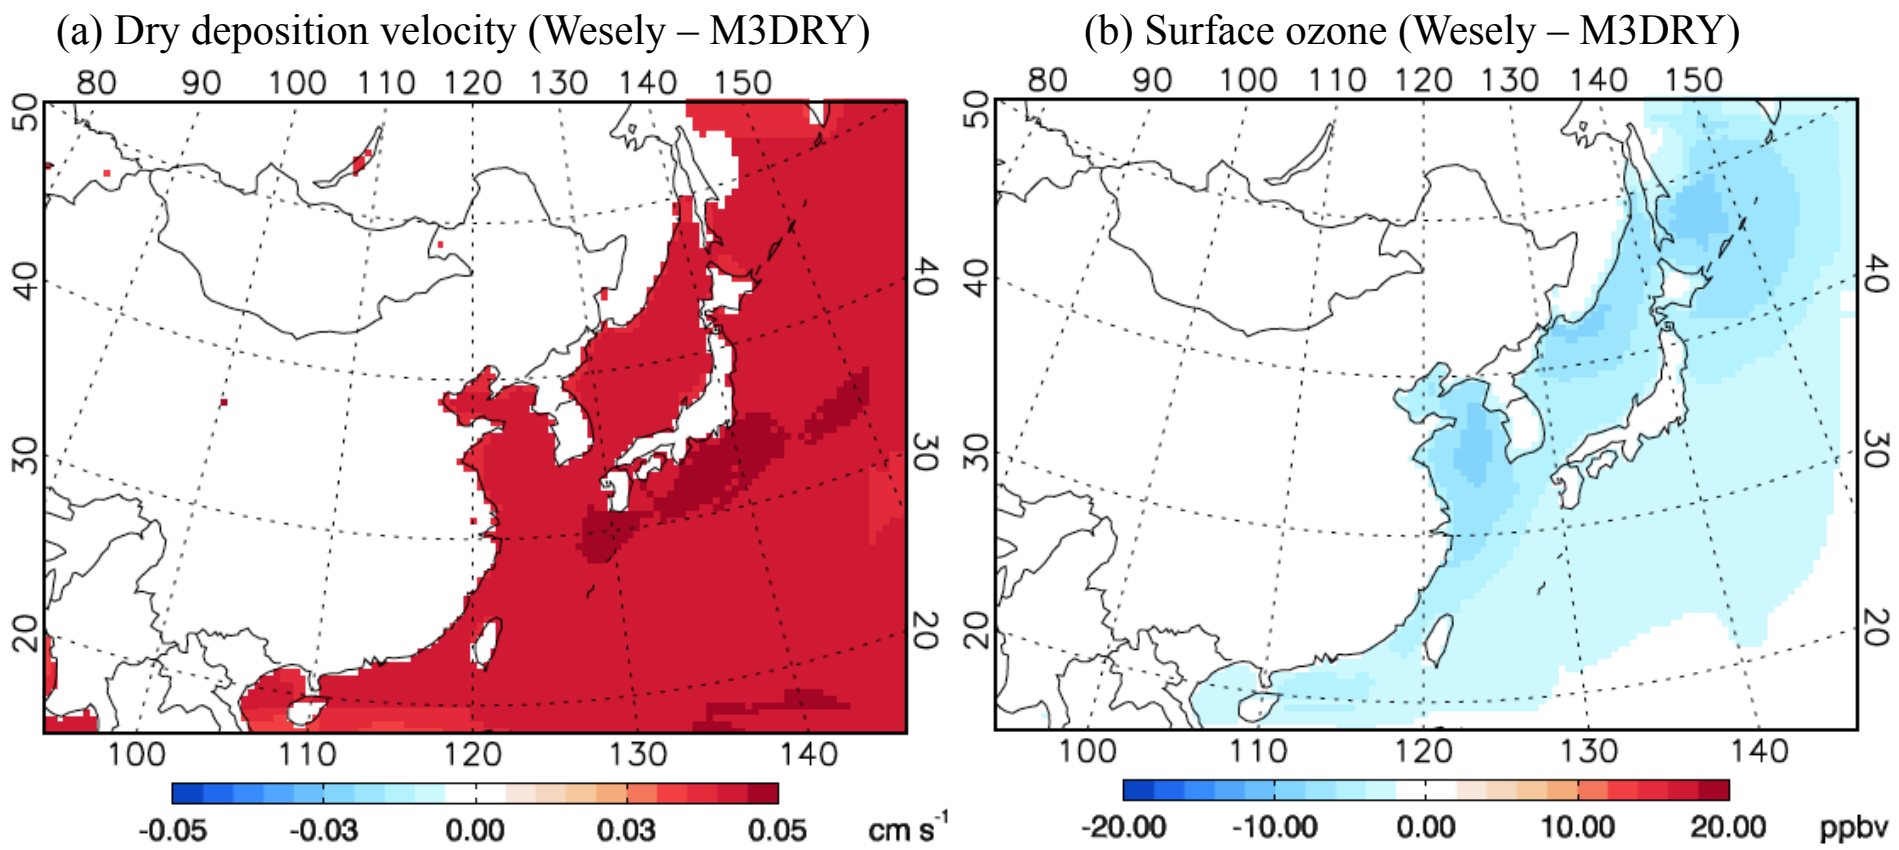 (a) Dry deposition velocity (Wesely – M3DRY)
80 90 100 110 120 130 140 150
50
40
30
20
40
30
20
100 110 120 130 140
-0.05 -0.03 0.00 0.03 0.05 cm s⁻¹
(b) Surface ozone (Wesely – M3DRY)
80 90 100 110 120 130 140 150
50
40
30
20
40
30
20
100 110 120 130 140
-20.00 -10.00 0.00 10.00 20.00 ppbv